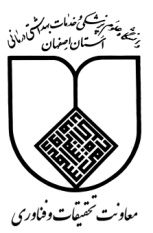 دانشگاه علوم پزشکی و خدمات بهداشتی درمانی
استان اصفهان
معاونت تحقیقات و فناوری